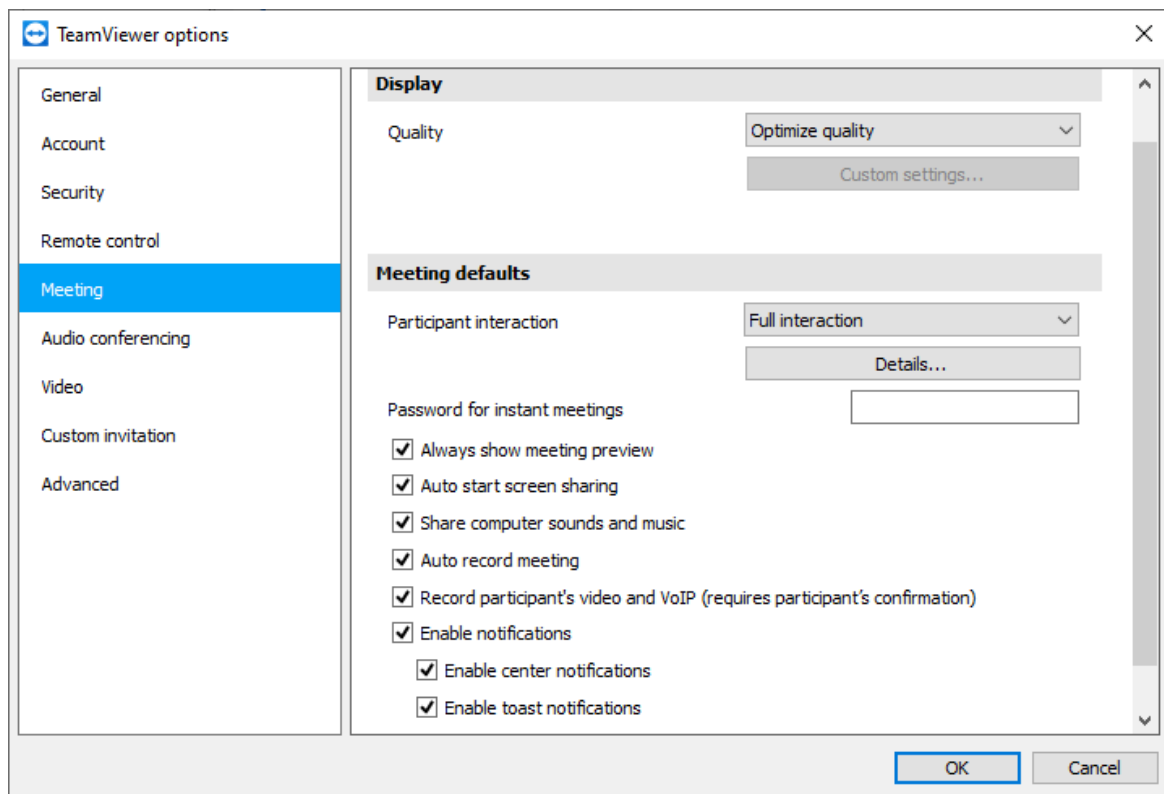 TeamViewer options
General
Account
Security
Remote control
Meeting
Audio conferencing
Video
Custom invitation
Advanced
Display
Quality
Optimize quality
Custom settings...
Meeting defaults
Participant interaction
Full interaction
Details...
Password for instant meetings
Always show meeting preview
Auto start screen sharing
Share computer sounds and music
Auto record meeting
Record participant's video and VoIP (requires participant's confirmation)
Enable notifications
Enable center notifications
Enable toast notifications
OK
Cancel